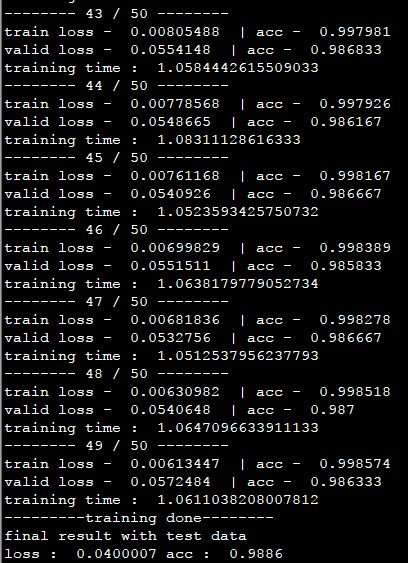 -------- 43 / 50 --------
train loss -  0.00805488  | acc -  0.997981
valid loss -  0.0554148  | acc -  0.986833
training time :  1.0584442615509033
-------- 44 / 50 --------
train loss -  0.00778568  | acc -  0.997926
valid loss -  0.0548665  | acc -  0.986167
training time :  1.08311128616333
-------- 45 / 50 --------
train loss -  0.00761168  | acc -  0.998167
valid loss -  0.0540926  | acc -  0.986667
training time :  1.0523593425750732
-------- 46 / 50 --------
train loss -  0.00699829  | acc -  0.998389
valid loss -  0.0551511  | acc -  0.985833
training time :  1.0638179779052734
-------- 47 / 50 --------
train loss -  0.00681836  | acc -  0.998278
valid loss -  0.0532756  | acc -  0.986667
training time :  1.0512537956237793
-------- 48 / 50 --------
train loss -  0.00630982  | acc -  0.998518
valid loss -  0.0540648  | acc -  0.987
training time :  1.0647096633911133
-------- 49 / 50 --------
train loss -  0.00613447  | acc -  0.998574
valid loss -  0.0572484  | acc -  0.986333
training time :  1.0611038208007812
---------training done--------
final result with test data
loss :  0.0400007 acc :  0.9886